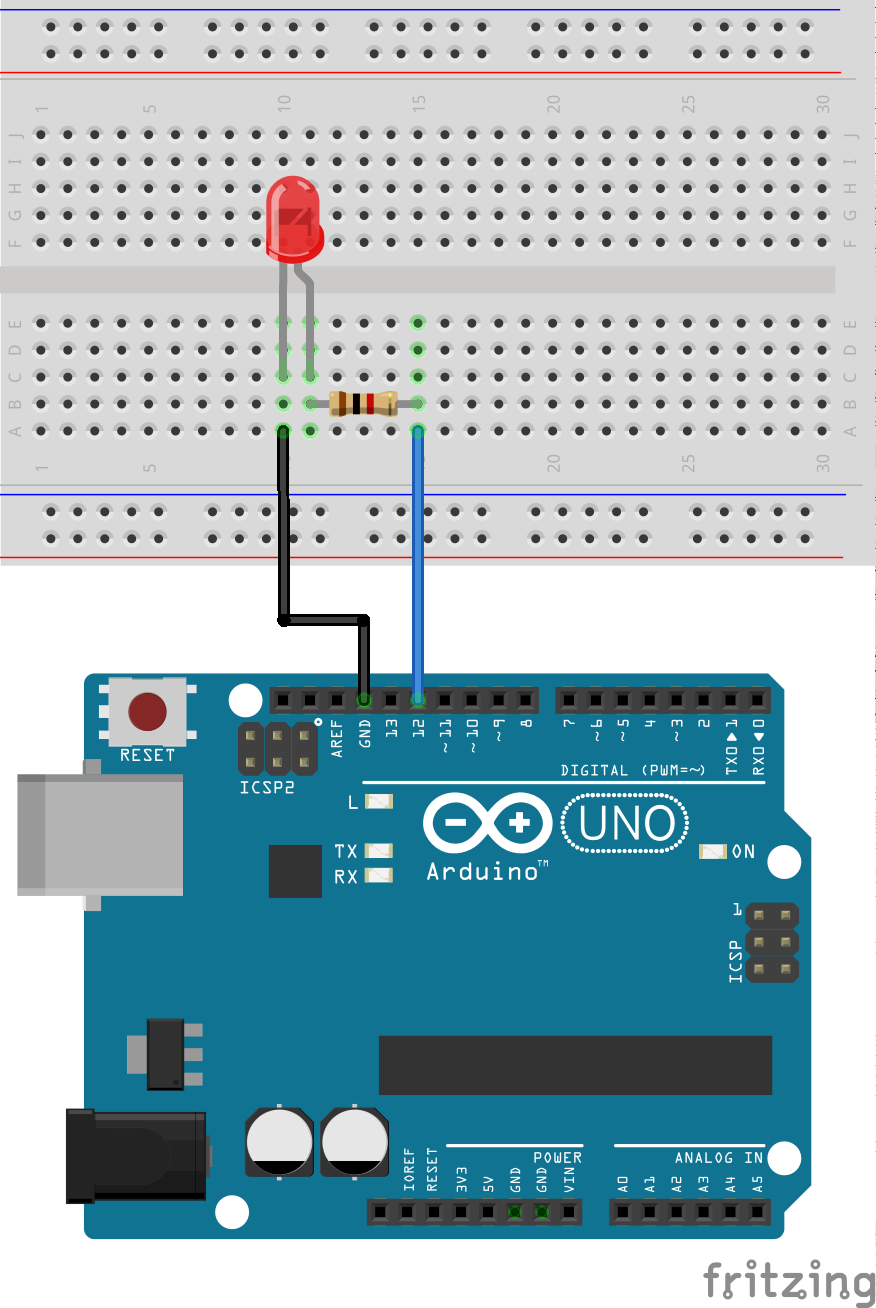 1 5 10 15 20 25 30
J J
I I
H H
G G
F F
E E
D D
C C
B B
A A
1 5 20 25 30
RESET
ICSP2
AREF
GND
13
12
~11
~10
~9
8
7
~6
~5
4
~3
2
TX0▶1
RX0◀0
DIGITAL (PWM=~)
L
TX
RX
Arduino™
UNO
ON
1
ICSP
IOREF
RESET
3V3
5V
GND
GND
VIN
POWER
ANALOG IN
A0
A1
A2
A3
A4
A5
fritzing